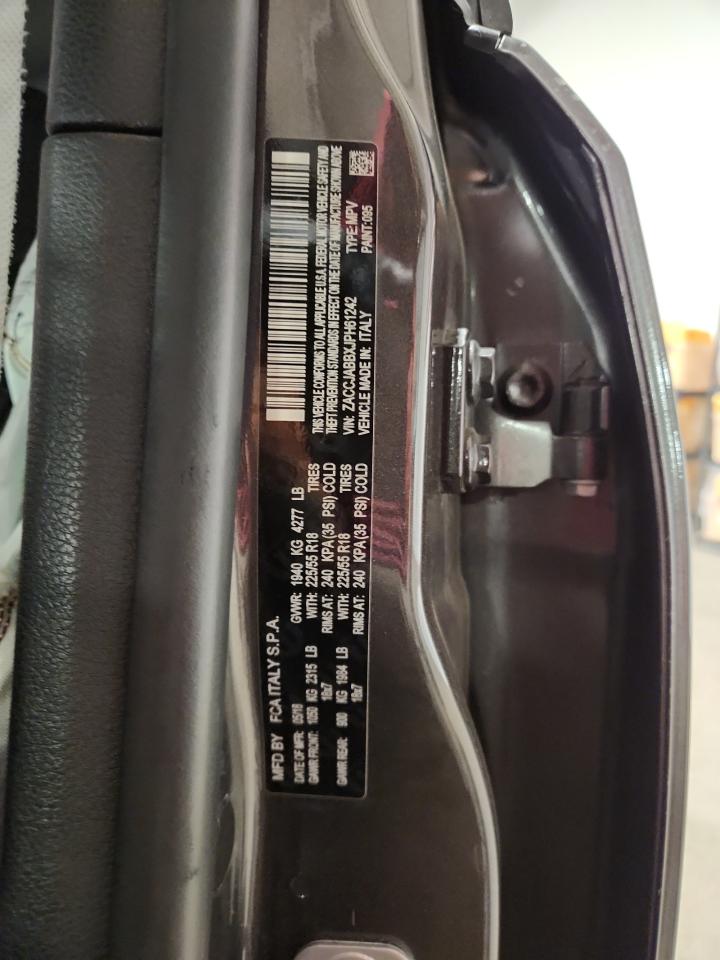 MFD BY FCA ITALY S.P.A.
DATE OF MFR: 05/18 GVWR: 1940 KG 4277 LB
GAWR FRONT: 1050 KG 2315 LB WITH: 225/55 R18 TIRES
18x7 RIMS AT: 240 KPA(35 PSI) COLD
GAWR REAR: 900 KG 1984 LB WITH: 225/55 R18 TIRES
18x7 RIMS AT: 240 KPA(35 PSI) COLD
THIS VEHICLE CONFORMS TO ALL APPLICABLE U.S.A. FEDERAL MOTOR VEHICLE SAFETY AND
THEFT PREVENTION STANDARDS IN EFFECT ON THE DATE OF MANUFACTURE SHOWN ABOVE
VIN: ZACCJABBXJPH61242 TYPE:MPV
VEHICLE MADE IN: ITALY PAINT:095